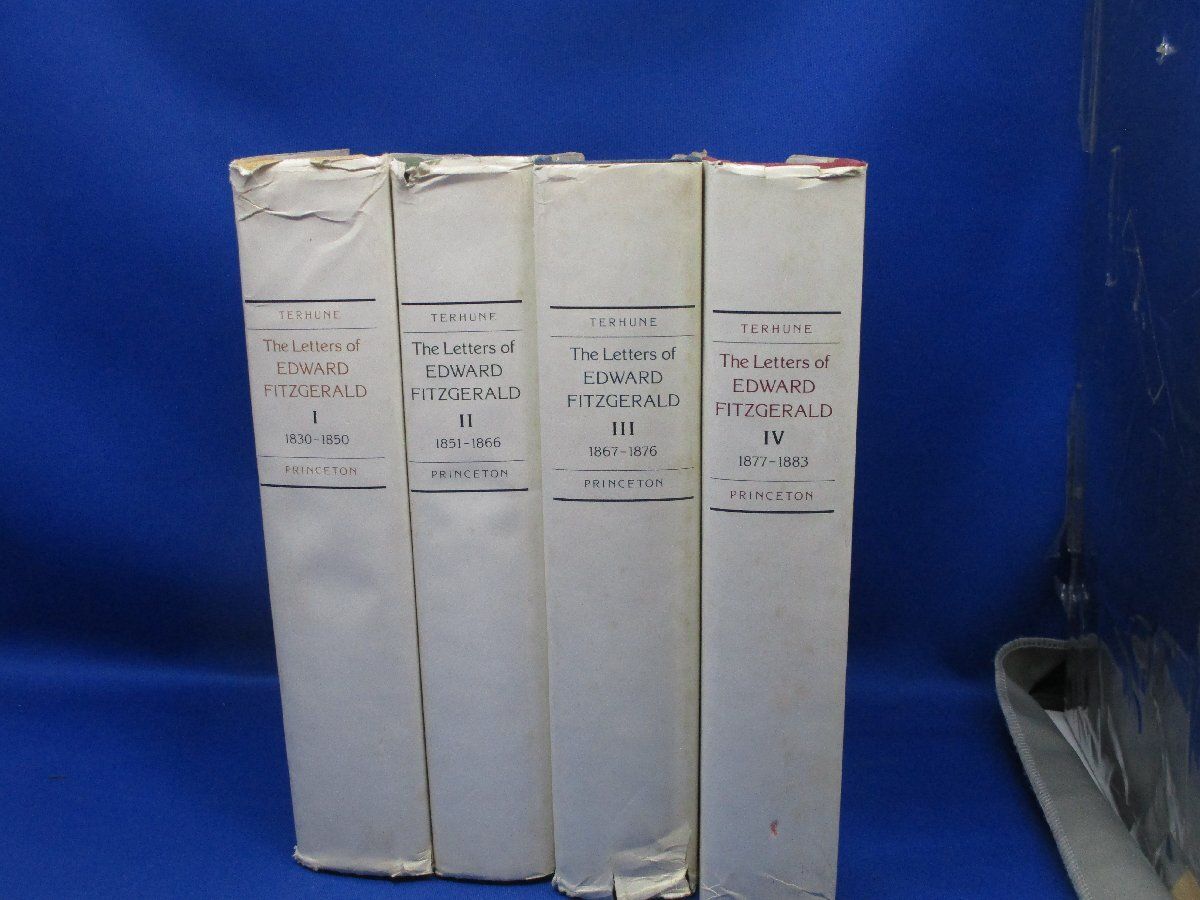 TERHUNE
The Letters of
EDWARD
FITZGERALD
I
1830-1850
PRINCETON
TERHUNE
The Letters of
EDWARD
FITZGERALD
II
1851-1866
PRINCETON
TERHUNE
The Letters of
EDWARD
FITZGERALD
III
1867-1876
PRINCETON
TERHUNE
The Letters of
EDWARD
FITZGERALD
IV
1877-1883
PRINCETON